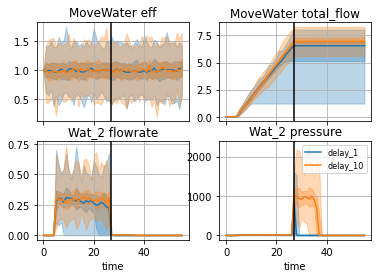 MoveWater eff
MoveWater total_flow
1.5
1.0
0.5
7.5
5.0
2.5
0.0
Wat_2 flowrate
Wat_2 pressure
0.75
0.50
0.25
0.00
0
20
40
time
2000
1000
0
0
20
40
time
delay_1
delay_10